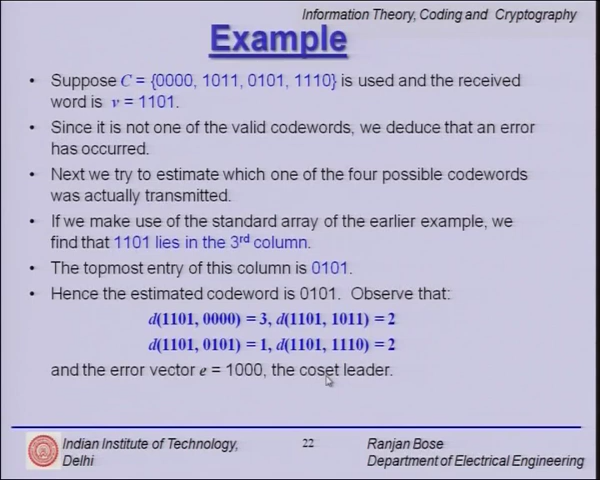 Information Theory, Coding and Cryptography
Example
• Suppose C = {0000, 1011, 0101, 1110} is used and the received
word is v = 1101.
• Since it is not one of the valid codewords, we deduce that an error
has occurred.
• Next we try to estimate which one of the four possible codewords
was actually transmitted.
• If we make use of the standard array of the earlier example, we
find that 1101 lies in the 3rd column.
• The topmost entry of this column is 0101.
• Hence the estimated codeword is 0101. Observe that:
d(1101, 0000) = 3, d(1101, 1011) = 2
d(1101, 0101) = 1, d(1101, 1110) = 2
and the error vector e = 1000, the coset leader.
Indian Institute of Technology,
Delhi
22
Ranjan Bose
Department of Electrical Engineering